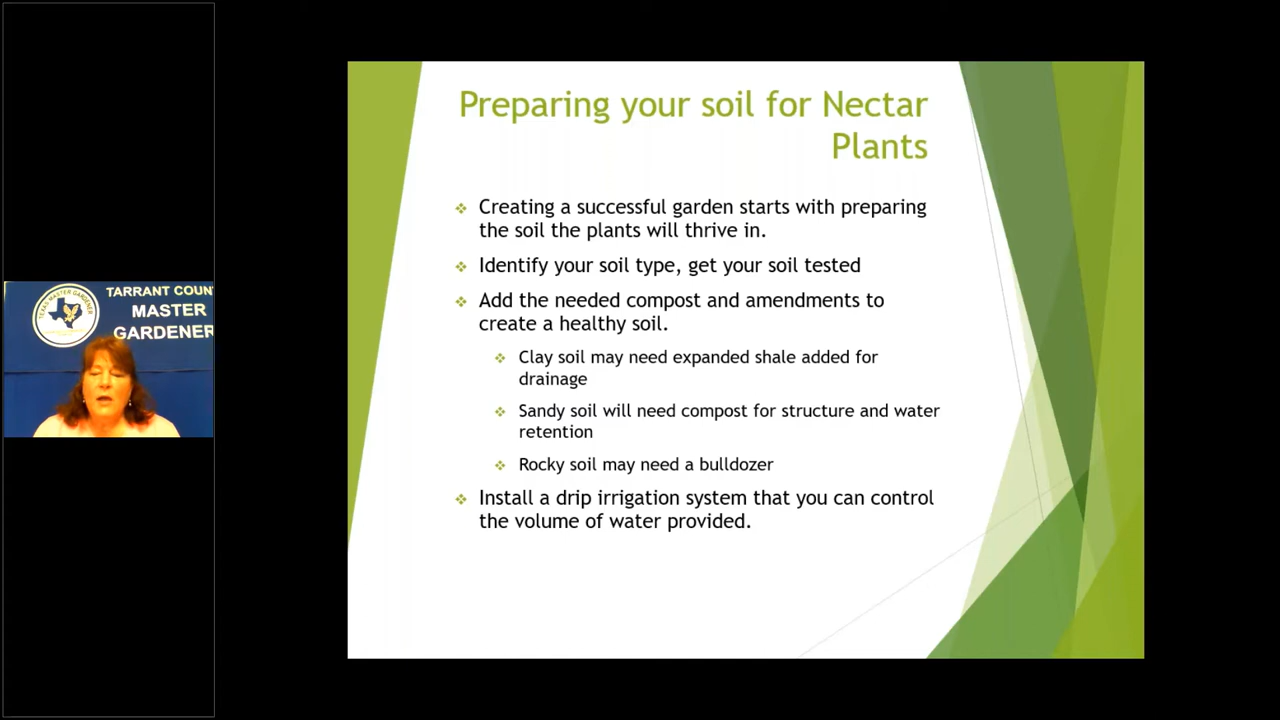 Preparing your soil for Nectar
Plants
Creating a successful garden starts with preparing
the soil the plants will thrive in.
Identify your soil type, get your soil tested
Add the needed compost and amendments to
create a healthy soil.
Clay soil may need expanded shale added for
drainage
Sandy soil will need compost for structure and water
retention
Rocky soil may need a bulldozer
Install a drip irrigation system that you can control
the volume of water provided.
TARRANT COUN
MASTER
GARDENER
TEXAS MASTER GARDENER